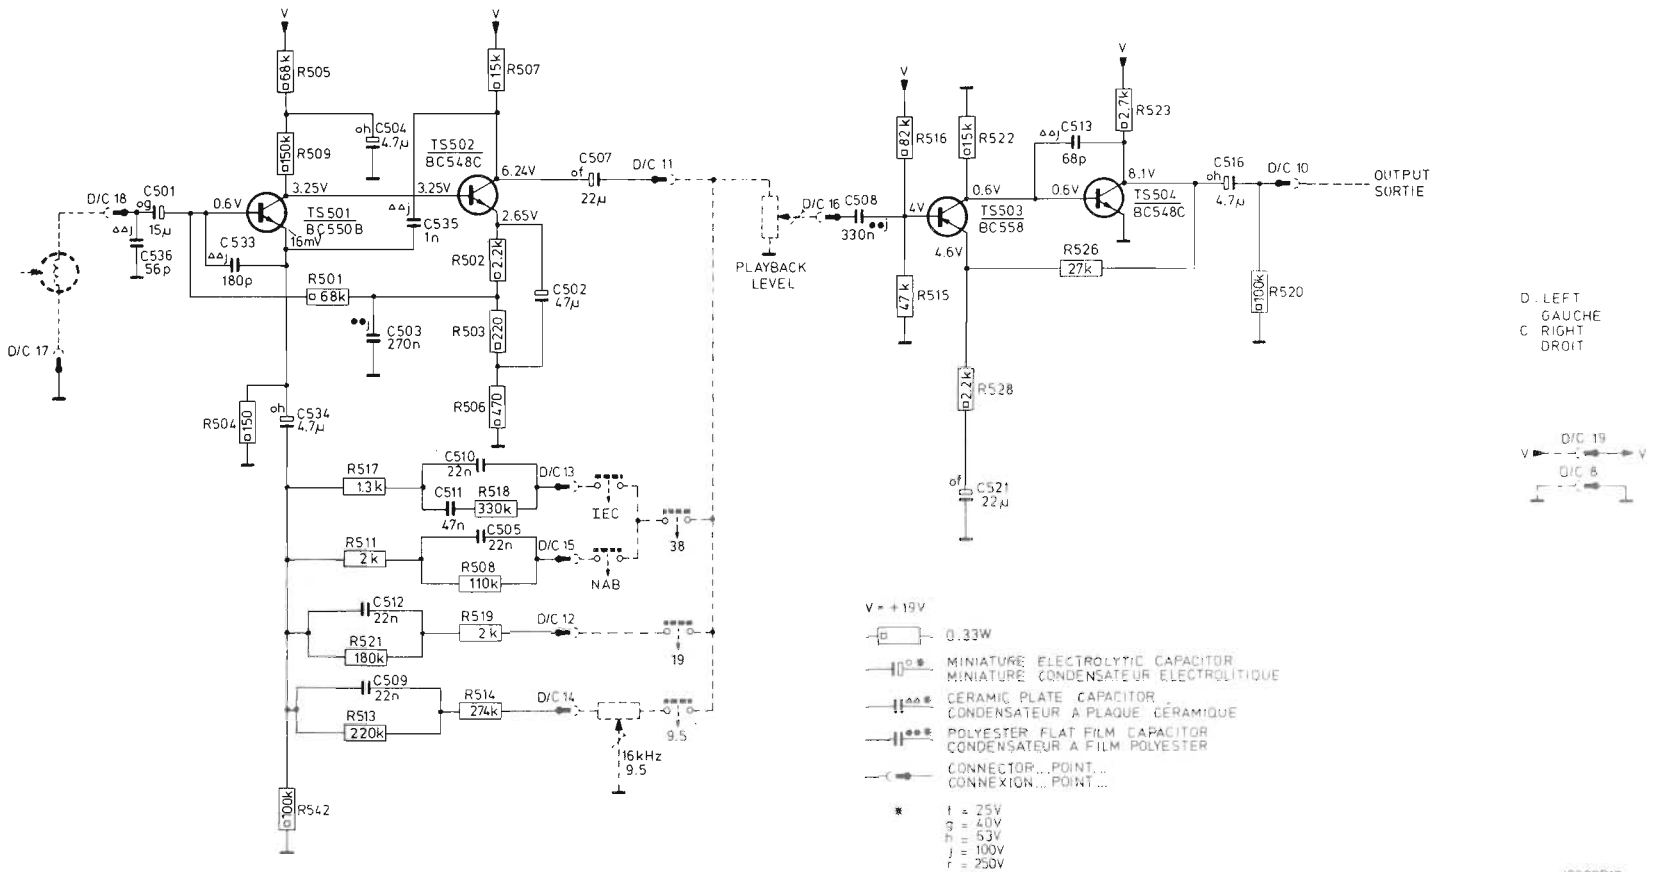 V
V
V
V
68k
R505
15k
R507
oh C504
4.7µ
150k
R509
TS502
BC548C
6.24V
C507
of
22µ
D/C 11
3.25V
3.25V
D/C 18
C501
og
15µ
0.6V
TS501
BC550B
16mV
△△j
C535
1n
2.65V
△△j
C536
56p
△△j
C533
180p
R502
2.2k
C502
47µ
R501
68k
●●j
C503
270n
R503
220
D/C 17
R506
470
R504
150
oh
C534
4.7µ
R517
1.3k
C510
22n
D/C 13
C511
47n
R518
330k
IEC
38
R511
2k
C505
22n
D/C 15
R508
110k
NAB
C512
22n
R519
2k
D/C 12
R521
180k
19
C509
22n
R514
274k
D/C 14
R513
220k
9.5
16kHz
9.5
100k
R542
PLAYBACK
LEVEL
D/C 16
C508
330n ●●j
82k
R516
15k
R522
△△j C513
68p
2.7k
R523
4V
0.6V
0.6V
8.1V
TS503
BC558
TS504
BC548C
C516
oh
4.7µ
D/C 10
OUTPUT
SORTIE
4.6V
R526
27k
47k
R515
100k
R520
2.2k
R528
of
C521
22µ
D . LEFT
GAUCHE
C RIGHT
DROIT
D/C 19
V
V
D/C 8
V = +19V
0.33W
MINIATURE ELECTROLYTIC CAPACITOR
MINIATURE CONDENSATEUR ELECTROLITIQUE
CERAMIC PLATE CAPACITOR
CONDENSATEUR A PLAQUE CERAMIQUE
POLYESTER FLAT FILM CAPACITOR
CONDENSATEUR A FILM POLYESTER
CONNECTOR...POINT...
CONNEXION...POINT...
* f = 25V
g = 40V
h = 63V
j = 100V
r = 250V